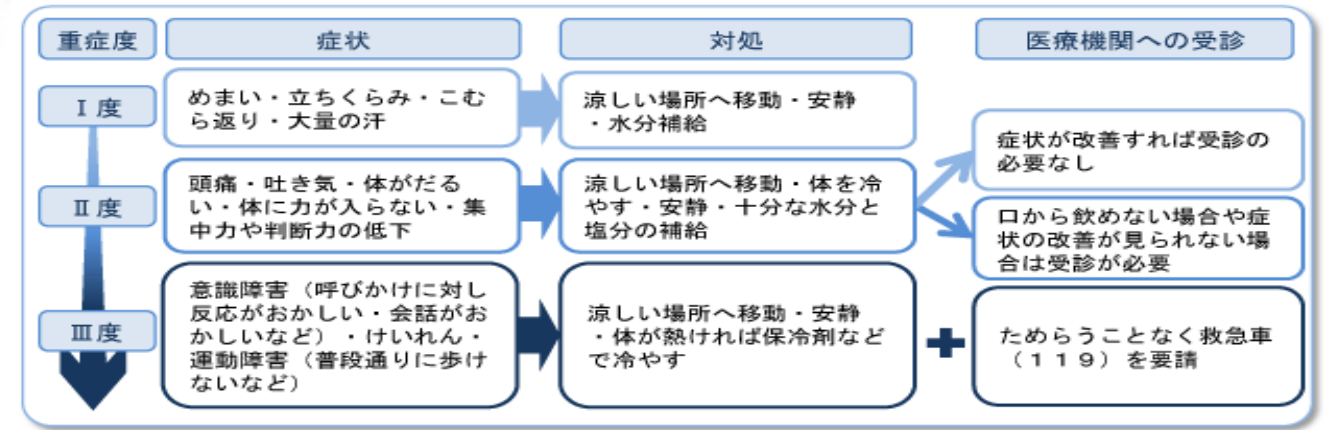 重症度
症状
対処
医療機関への受診
Ⅰ度
めまい・立ちくらみ・こむ
ら返り・大量の汗
涼しい場所へ移動・安静
・水分補給
Ⅱ度
頭痛・吐き気・体がだる
い・体に力が入らない・集
中力や判断力の低下
涼しい場所へ移動・体を冷
やす・安静・十分な水分と
塩分の補給
症状が改善すれば受診の
必要なし
口から飲めない場合や症
状の改善が見られない場
合は受診が必要
Ⅲ度
意識障害（呼びかけに対し
反応がおかしい・会話がお
かしいなど）・けいれん・
運動障害（普段通りに歩け
ないなど）
涼しい場所へ移動・安静
・体が熱ければ保冷剤など
で冷やす
ためらうことなく救急車
（１１９）を要請